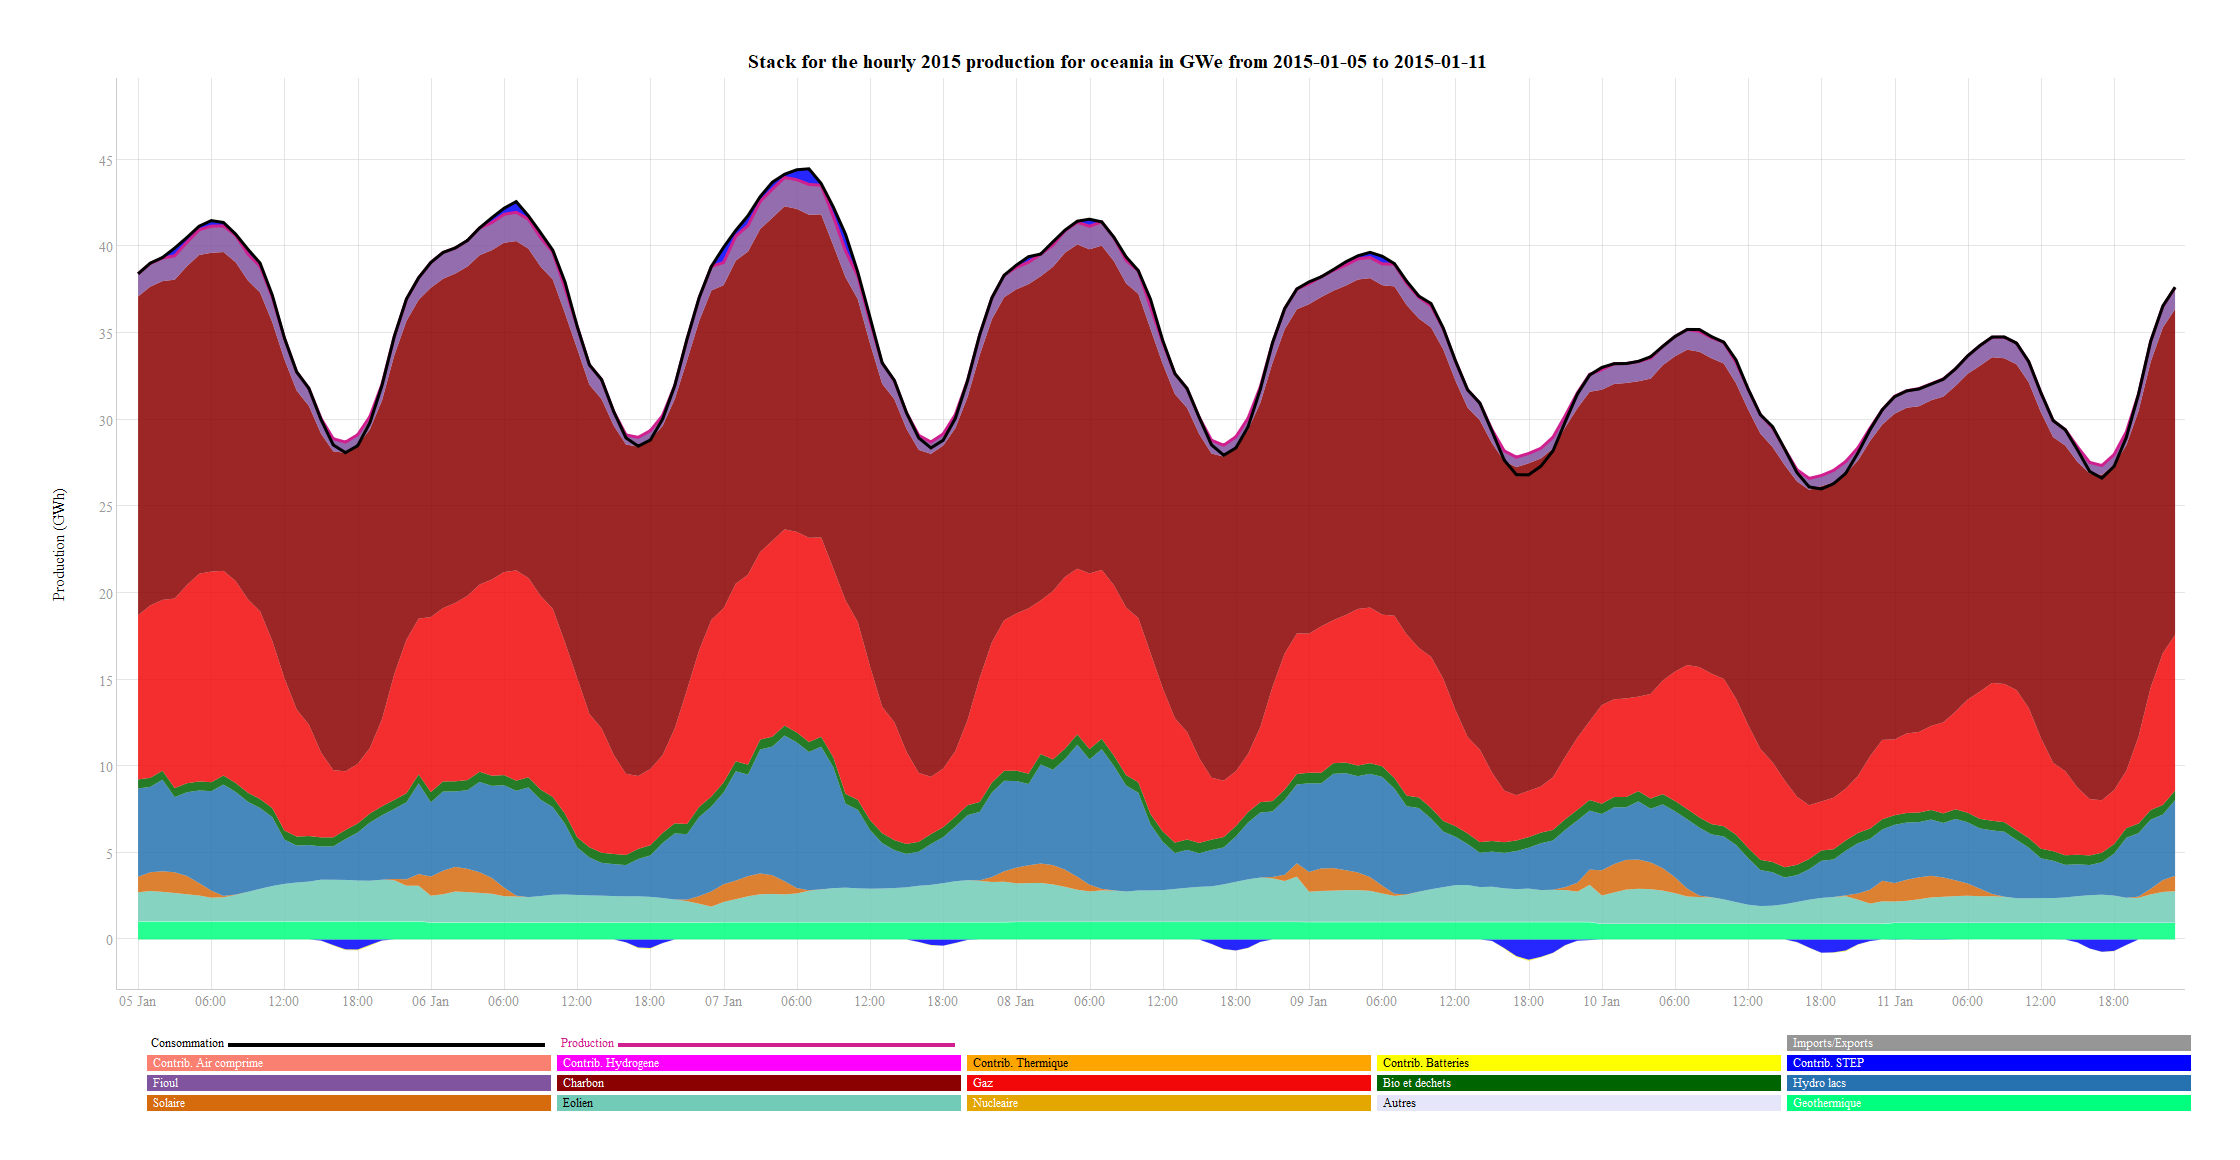 Stack for the hourly 2015 production for oceania in GWe from 2015-01-05 to 2015-01-11
Production (GWh)
45
40
35
30
25
20
15
10
5
0
05 Jan 06:00 12:00 18:00 06 Jan 06:00 12:00 18:00 07 Jan 06:00 12:00 18:00 08 Jan 06:00 12:00 18:00 09 Jan 06:00 12:00 18:00 10 Jan 06:00 12:00 18:00 11 Jan 06:00 12:00 18:00
Consommation Production Imports/Exports
Contrib. Air comprime Contrib. Hydrogene Contrib. Thermique Contrib. Batteries Contrib. STEP
Fioul Charbon Gaz Bio et dechets Hydro lacs
Solaire Eolien Nucleaire Autres Geothermique